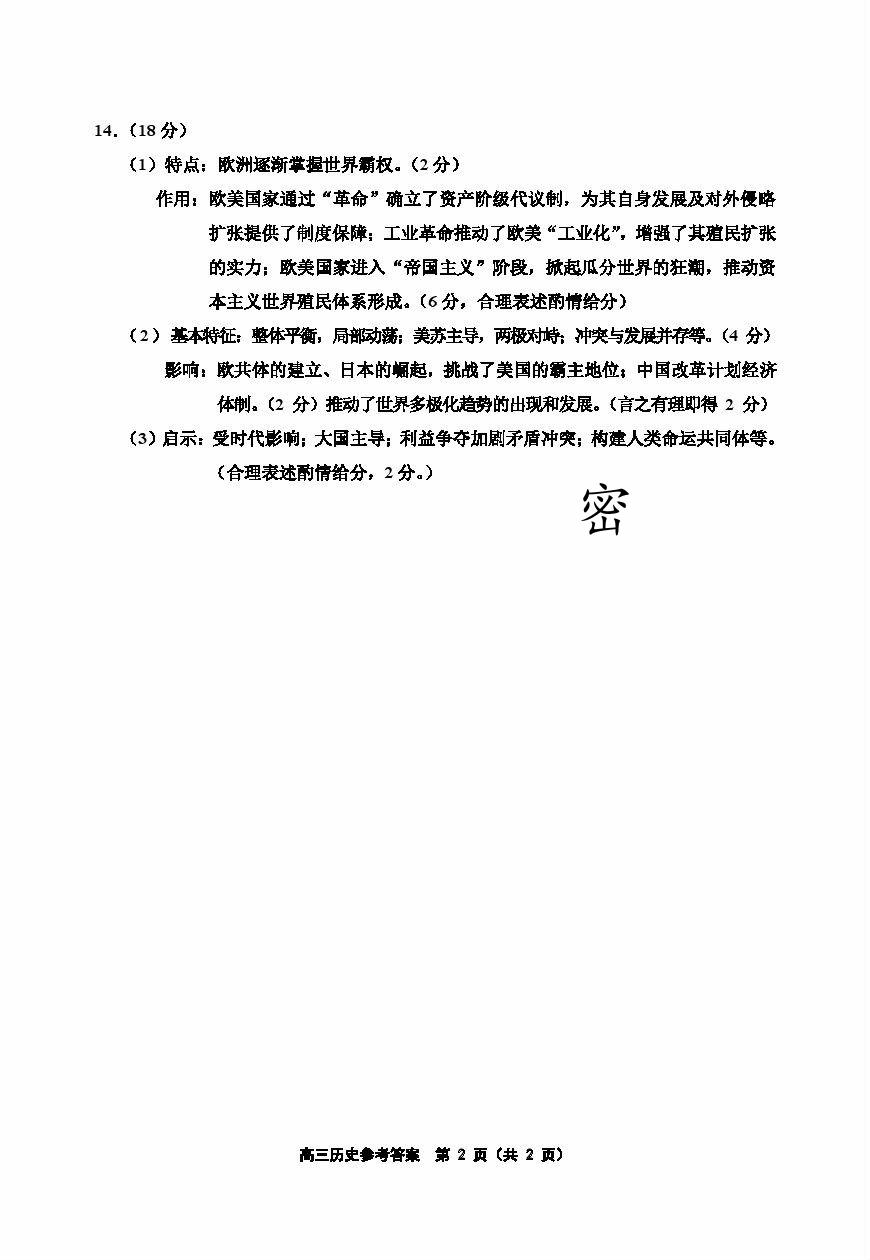 14.（18 分）
（1）特点：欧洲逐渐掌握世界霸权。（2 分）
作用：欧美国家通过“革命”确立了资产阶级代议制，为其自身发展及对外侵略
扩张提供了制度保障；工业革命推动了欧美“工业化”，增强了其殖民扩张
的实力；欧美国家进入“帝国主义”阶段，掀起瓜分世界的狂潮，推动资
本主义世界殖民体系形成。（6 分，合理表述酌情给分）
（2）基本特征：整体平衡，局部动荡；美苏主导，两极对峙；冲突与发展并存等。（4 分）
影响：欧共体的建立、日本的崛起，挑战了美国的霸主地位；中国改革计划经济
体制。（2 分）推动了世界多极化趋势的出现和发展。（言之有理即得 2 分）
（3）启示：受时代影响；大国主导；利益争夺加剧矛盾冲突；构建人类命运共同体等。
（合理表述酌情给分，2 分。）
密
高三历史参考答案 第 2 页（共 2 页）